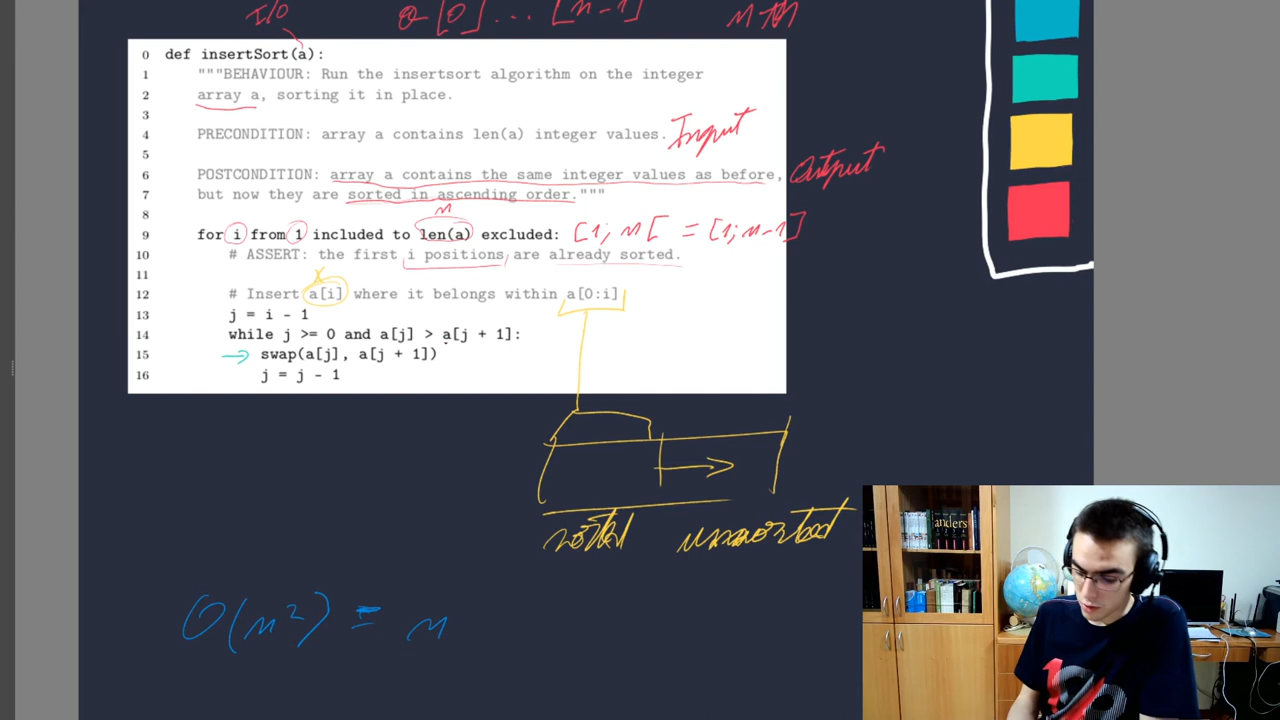 I/O
[0] ... [n-1]
0 def insertSort(a):
1 """BEHAVIOUR: Run the insertsort algorithm on the integer
2 array a, sorting it in place.
3
4 PRECONDITION: array a contains len(a) integer values. Input
5
6 POSTCONDITION: array a contains the same integer values as before, Output
7 but now they are sorted in ascending order."""
n
8
9 for i from 1 included to len(a) excluded: [1; n[ = [1; n-1]
10 # ASSERT: the first i positions are already sorted.
11
x
12 # Insert a[i] where it belongs within a[0:i]
13 j = i - 1
14 while j >= 0 and a[j] > a[j + 1]:
15 swap(a[j], a[j + 1])
16 j = j - 1
sorted unsorted
anders
O(n²) = n